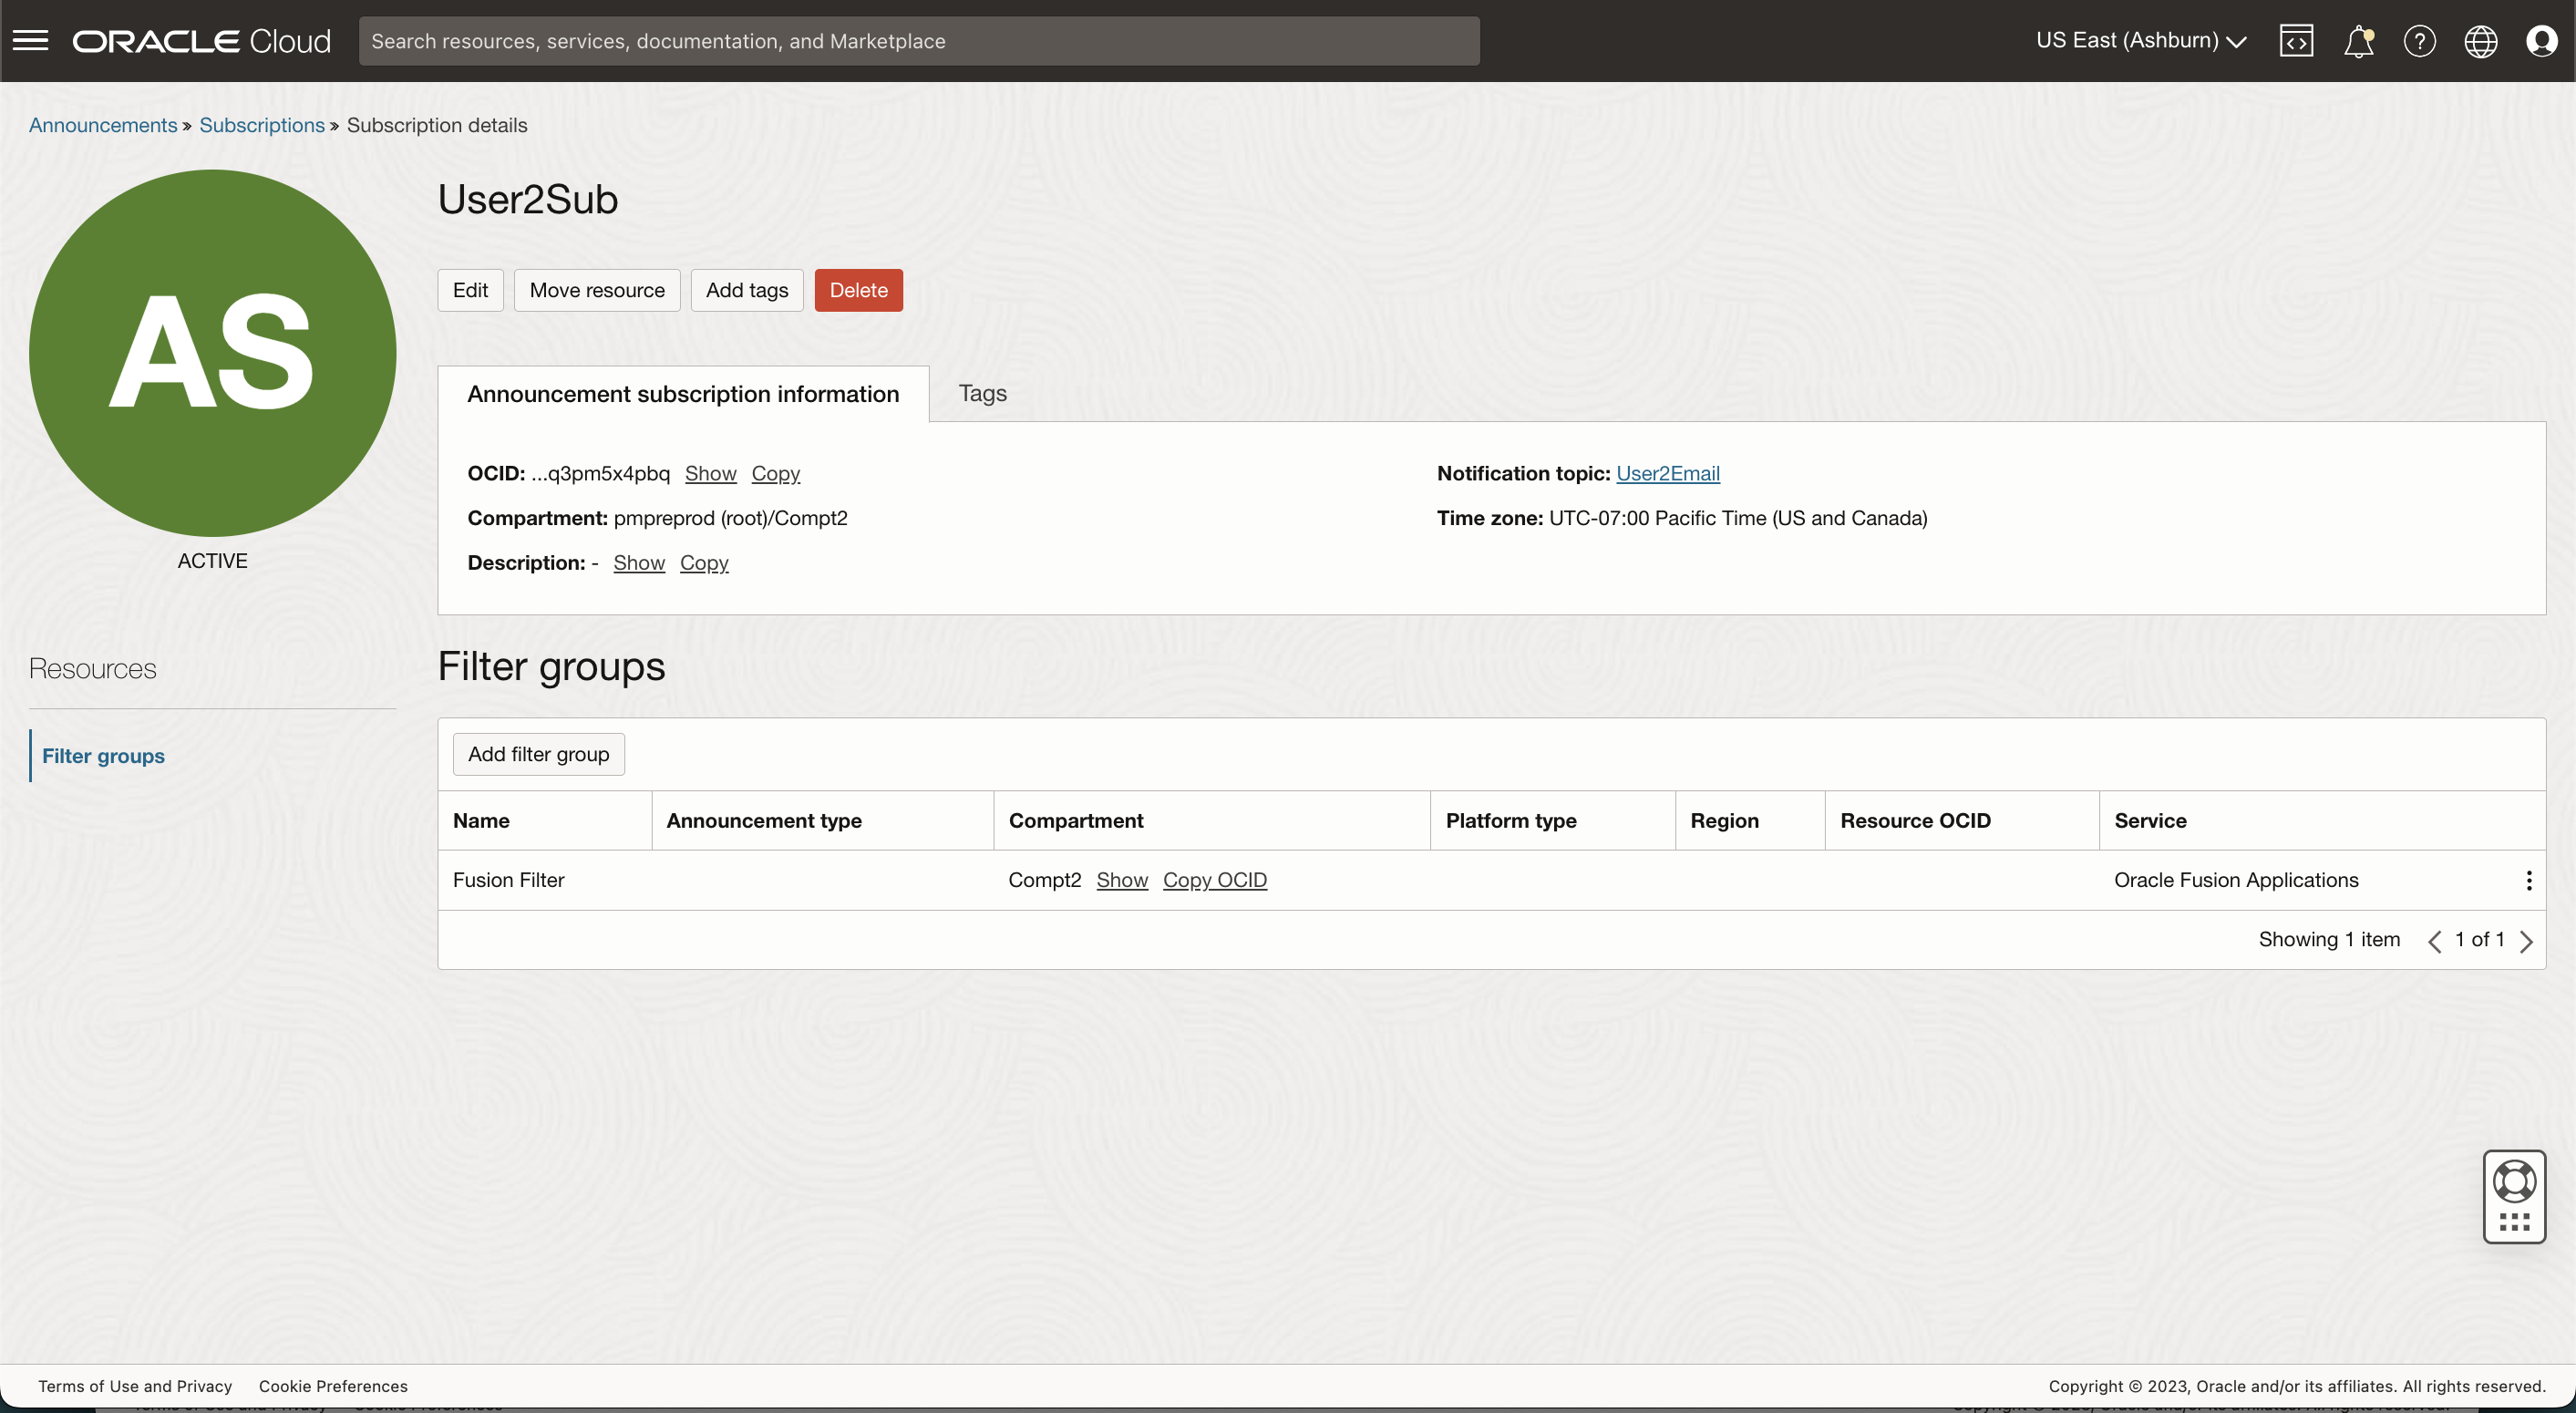 ORACLE Cloud
Search resources, services, documentation, and Marketplace
US East (Ashburn)
Announcements » Subscriptions » Subscription details
AS
ACTIVE
User2Sub
Edit Move resource Add tags Delete
Announcement subscription information Tags
OCID: ...q3pm5x4pbq Show Copy
Compartment: pmpreprod (root)/Compt2
Description: - Show Copy
Notification topic: User2Email
Time zone: UTC-07:00 Pacific Time (US and Canada)
Resources
Filter groups
Filter groups
Add filter group
Name Announcement type Compartment Platform type Region Resource OCID Service
Fusion Filter Compt2 Show Copy OCID Oracle Fusion Applications
Showing 1 item 1 of 1
Terms of Use and Privacy Cookie Preferences
Copyright © 2023, Oracle and/or its affiliates. All rights reserved.